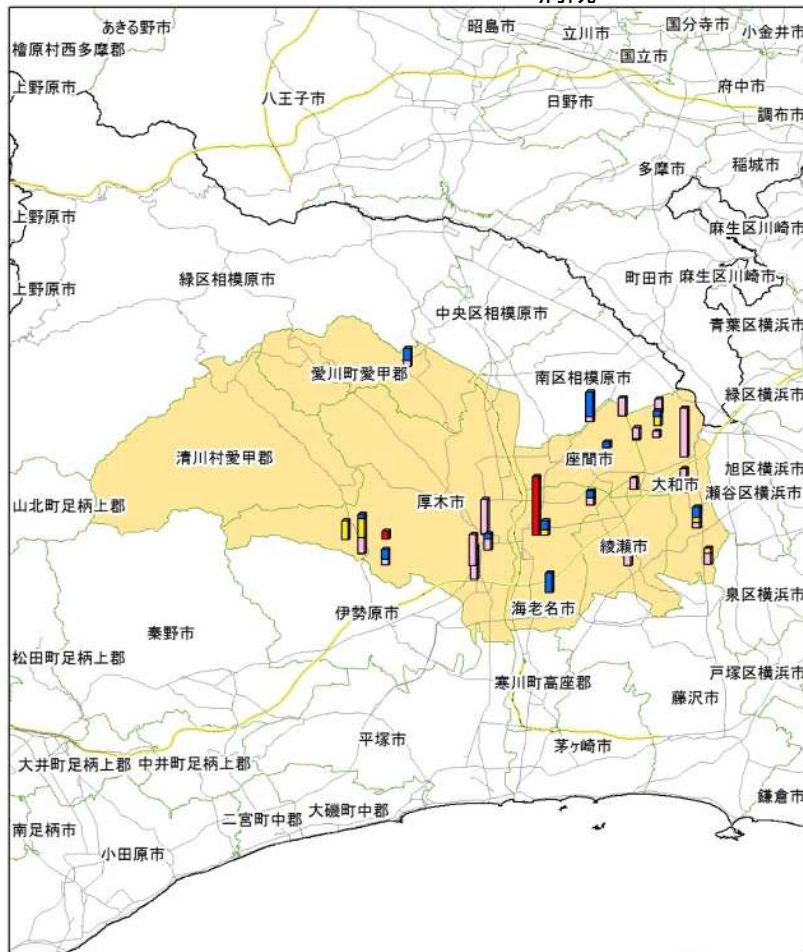 あきる野市
昭島市
立川市
国分寺市
小金井市
檜原村西多摩郡
国立市
上野原市
八王子市
日野市
府中市
調布市
多摩市
稲城市
上野原市
麻生区川崎市
緑区相模原市
町田市
麻生区川崎市
上野原市
中央区相模原市
青葉区横浜市
愛川町愛甲郡
南区相模原市
緑区横浜市
清川村愛甲郡
座間市
旭区横浜市
山北町足柄上郡
厚木市
大和市
瀬谷区横浜市
綾瀬市
伊勢原市
海老名市
泉区横浜市
秦野市
松田町足柄上郡
寒川町高座郡
戸塚区横浜市
藤沢市
大井町足柄上郡
中井町足柄上郡
平塚市
茅ヶ崎市
鎌倉市
南足柄市
二宮町中郡
大磯町中郡
小田原市